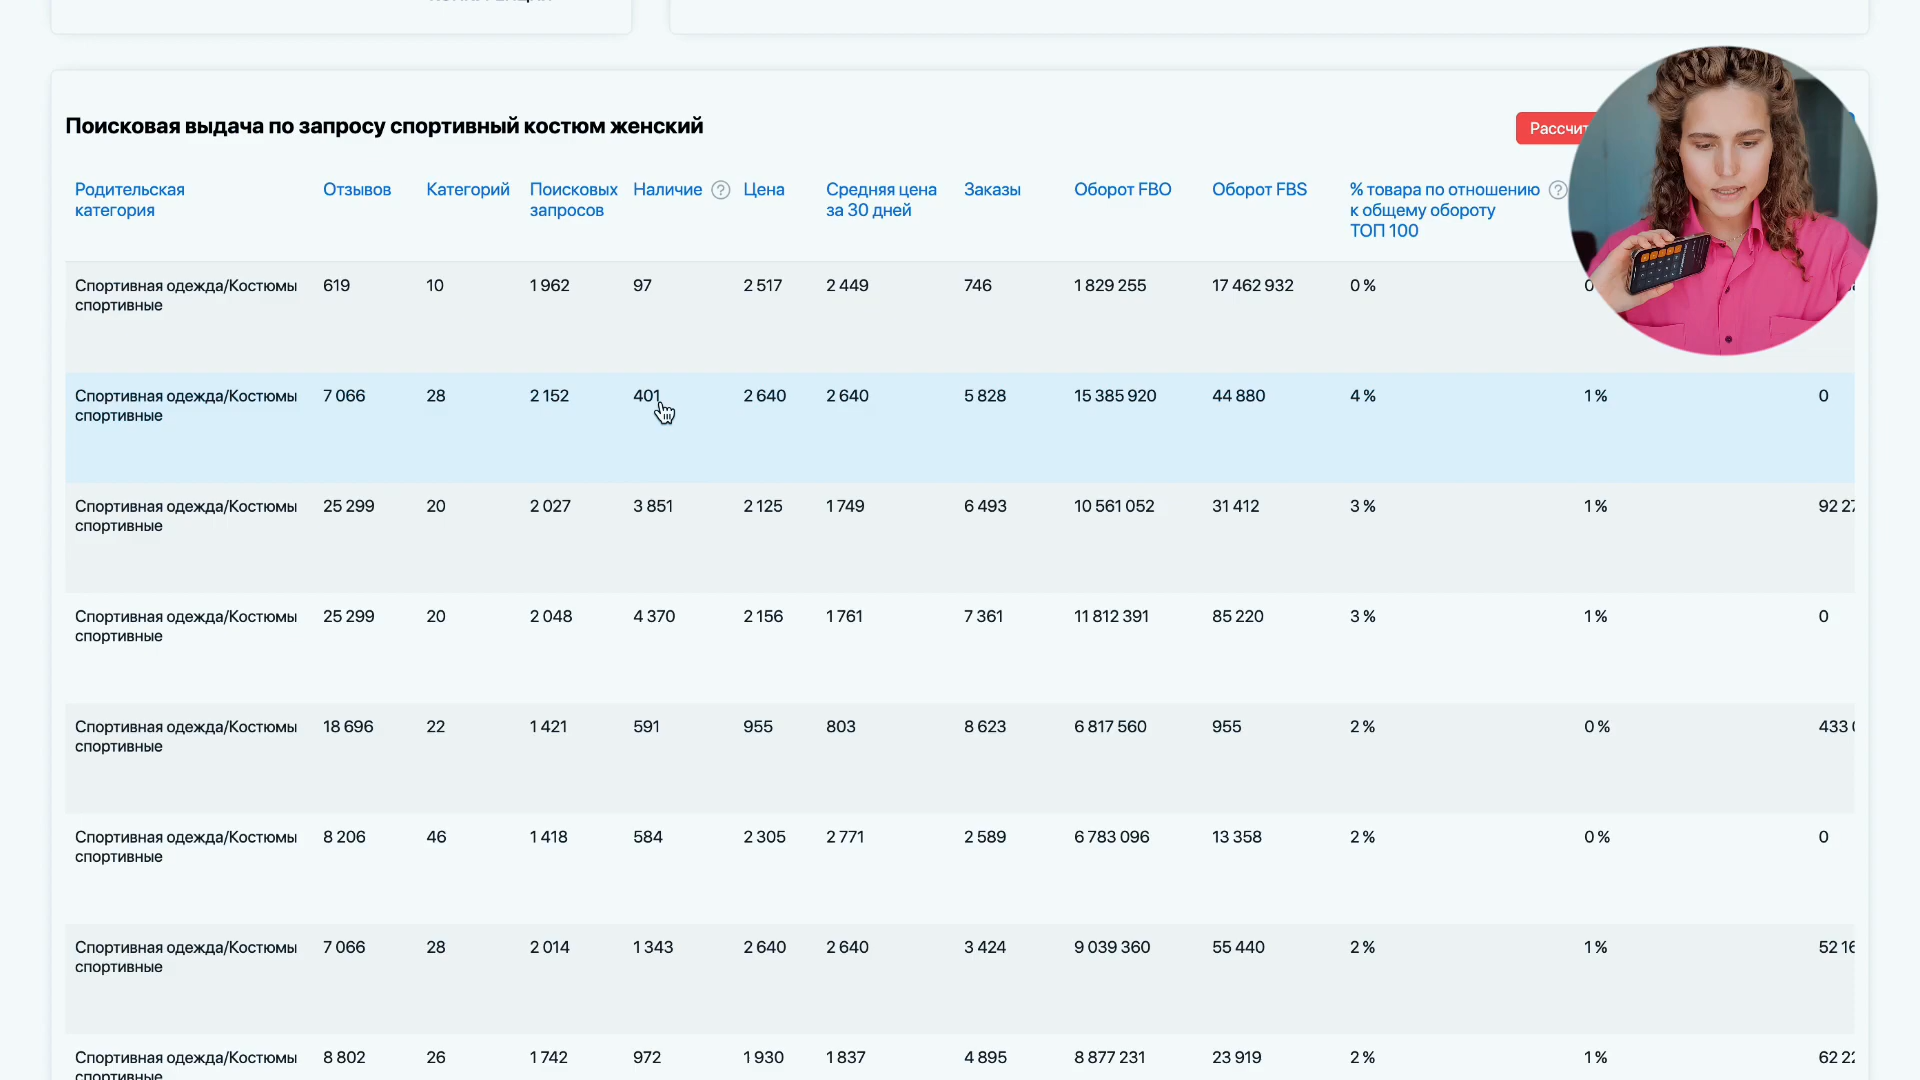 Поисковая выдача по запросу спортивный костюм женский
Родительская категория Отзывов Категорий Поисковых запросов Наличие ? Цена Средняя цена за 30 дней Заказы Оборот FBO Оборот FBS % товара по отношению к общему обороту ТОП 100 ?
Спортивная одежда/Костюмы спортивные 619 10 1 962 97 2 517 2 449 746 1 829 255 17 462 932 0 %
Спортивная одежда/Костюмы спортивные 7 066 28 2 152 401 2 640 2 640 5 828 15 385 920 44 880 4 % 1 % 0
Спортивная одежда/Костюмы спортивные 25 299 20 2 027 3 851 2 125 1 749 6 493 10 561 052 31 412 3 % 1 %
Спортивная одежда/Костюмы спортивные 25 299 20 2 048 4 370 2 156 1 761 7 361 11 812 391 85 220 3 % 1 % 0
Спортивная одежда/Костюмы спортивные 18 696 22 1 421 591 955 803 8 623 6 817 560 955 2 % 0 %
Спортивная одежда/Костюмы спортивные 8 206 46 1 418 584 2 305 2 771 2 589 6 783 096 13 358 2 % 0 % 0
Спортивная одежда/Костюмы спортивные 7 066 28 2 014 1 343 2 640 2 640 3 424 9 039 360 55 440 2 % 1 %
Спортивная одежда/Костюмы спортивные 8 802 26 1 742 972 1 930 1 837 4 895 8 877 231 23 919 2 % 1 %